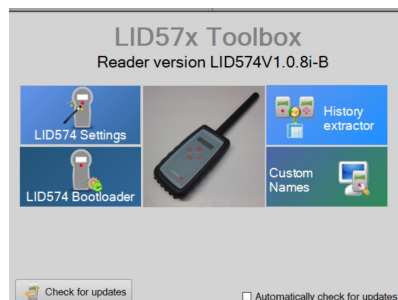 LID57x Toolbox
Reader version LID574V1.0.8i-B
LID574 Settings
History
extractor
LID574 Bootloader
Custom
Names
Check for updates
Automatically check for updates